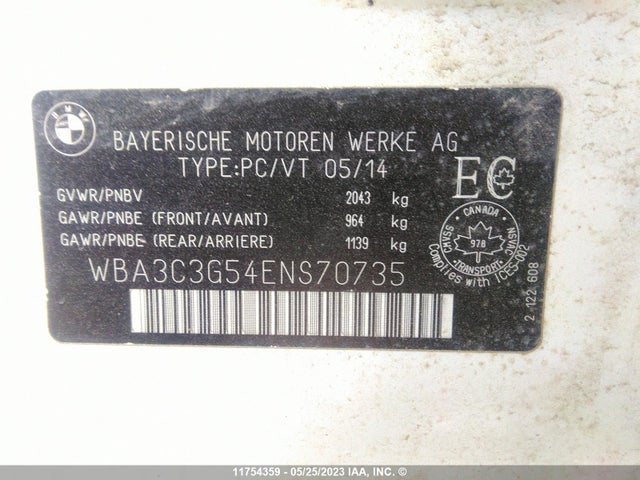 BMW
BAYERISCHE MOTOREN WERKE AG
TYPE:PC/VT 05/14
EC
GVWR/PNBV 2043 kg
GAWR/PNBE (FRONT/AVANT) 964 kg
GAWR/PNBE (REAR/ARRIERE) 1139 kg
CANADA
CMVSS
978
NSVAC
TRANSPORT
Complies with ICES-002
WBA3C3G54ENS70735
2 122 608
11754359 - 05/25/2023 IAA, INC. ©